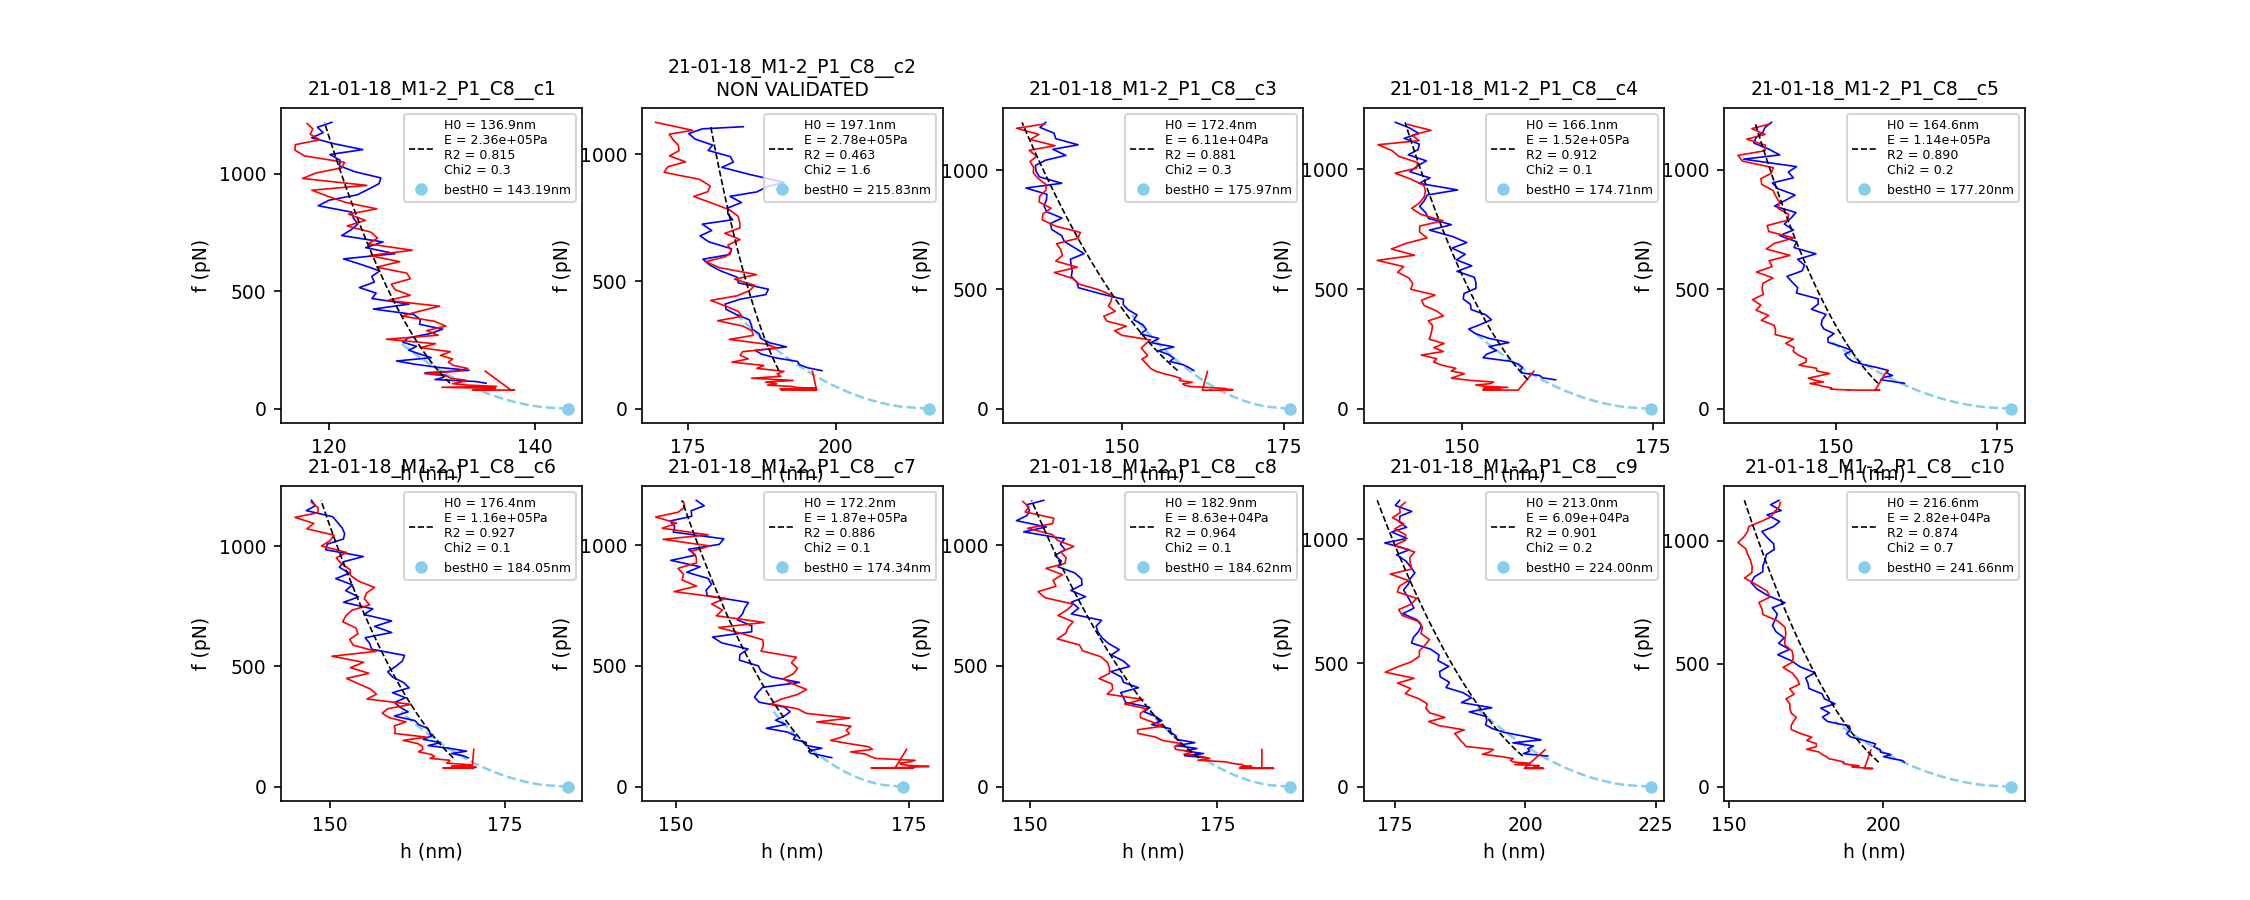 21-01-18_M1-2_P1_C8__c1
H0 = 136.9nm
E = 2.36e+05Pa
R2 = 0.815
Chi2 = 0.3
bestH0 = 143.19nm
f (pN)
1000
500
0
120 140
h (nm)
21-01-18_M1-2_P1_C8__c2
NON VALIDATED
H0 = 197.1nm
E = 2.78e+05Pa
R2 = 0.463
Chi2 = 1.6
bestH0 = 215.83nm
f (pN)
1000
500
0
175 200
h (nm)
21-01-18_M1-2_P1_C8__c3
H0 = 172.4nm
E = 6.11e+04Pa
R2 = 0.881
Chi2 = 0.3
bestH0 = 175.97nm
f (pN)
1000
500
0
150 175
h (nm)
21-01-18_M1-2_P1_C8__c4
H0 = 166.1nm
E = 1.52e+05Pa
R2 = 0.912
Chi2 = 0.1
bestH0 = 174.71nm
f (pN)
1000
500
0
150 175
h (nm)
21-01-18_M1-2_P1_C8__c5
H0 = 164.6nm
E = 1.14e+05Pa
R2 = 0.890
Chi2 = 0.2
bestH0 = 177.20nm
f (pN)
1000
500
0
150 175
h (nm)
21-01-18_M1-2_P1_C8__c6
H0 = 176.4nm
E = 1.16e+05Pa
R2 = 0.927
Chi2 = 0.1
bestH0 = 184.05nm
f (pN)
1000
500
0
150 175
h (nm)
21-01-18_M1-2_P1_C8__c7
H0 = 172.2nm
E = 1.87e+05Pa
R2 = 0.886
Chi2 = 0.1
bestH0 = 174.34nm
f (pN)
1000
500
0
150 175
h (nm)
21-01-18_M1-2_P1_C8__c8
H0 = 182.9nm
E = 8.63e+04Pa
R2 = 0.964
Chi2 = 0.1
bestH0 = 184.62nm
f (pN)
1000
500
0
150 175
h (nm)
21-01-18_M1-2_P1_C8__c9
H0 = 213.0nm
E = 6.09e+04Pa
R2 = 0.901
Chi2 = 0.2
bestH0 = 224.00nm
f (pN)
1000
500
0
175 200 225
h (nm)
21-01-18_M1-2_P1_C8__c10
H0 = 216.6nm
E = 2.82e+04Pa
R2 = 0.874
Chi2 = 0.7
bestH0 = 241.66nm
f (pN)
1000
500
0
150 200
h (nm)